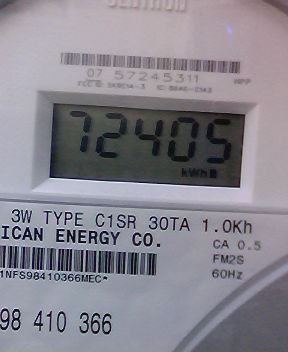 CENTRON
07 57245311
72405
kWh
3W TYPE C1SR 30TA 1.0Kh
ICAN ENERGY CO.
CA 0.5
FM2S
1NFS98410366MEC*
60Hz
98 410 366